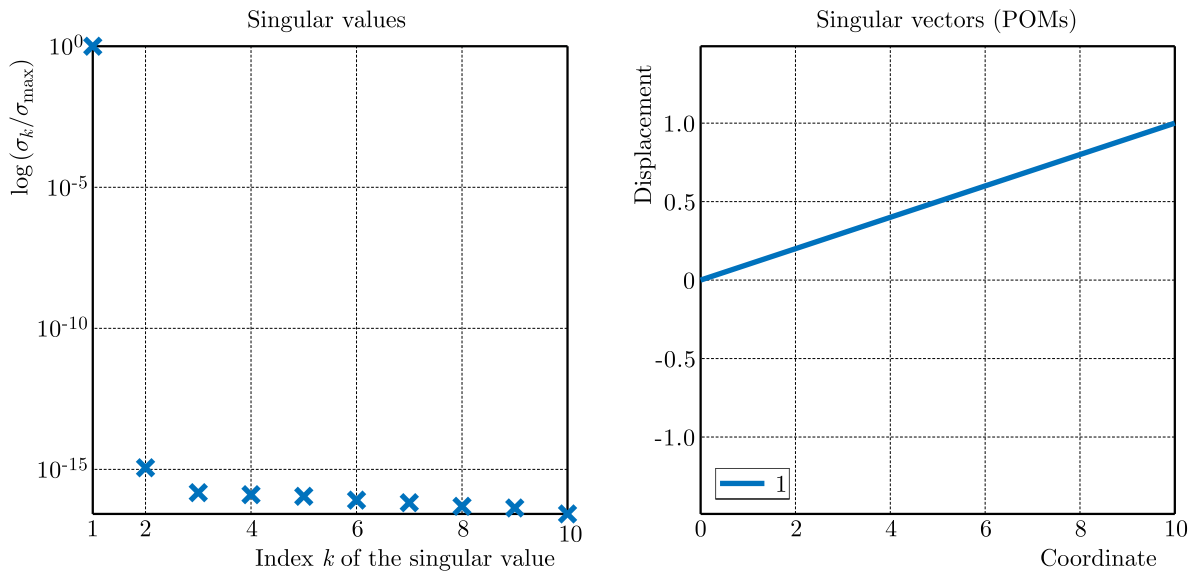 Singular values
log (σk/σmax)
10^0
10^-5
10^-10
10^-15
1 2 4 6 8 10
Index k of the singular value
Singular vectors (POMs)
Displacement
1.0
0.5
0
-0.5
-1.0
1
0 2 4 6 8 10
Coordinate